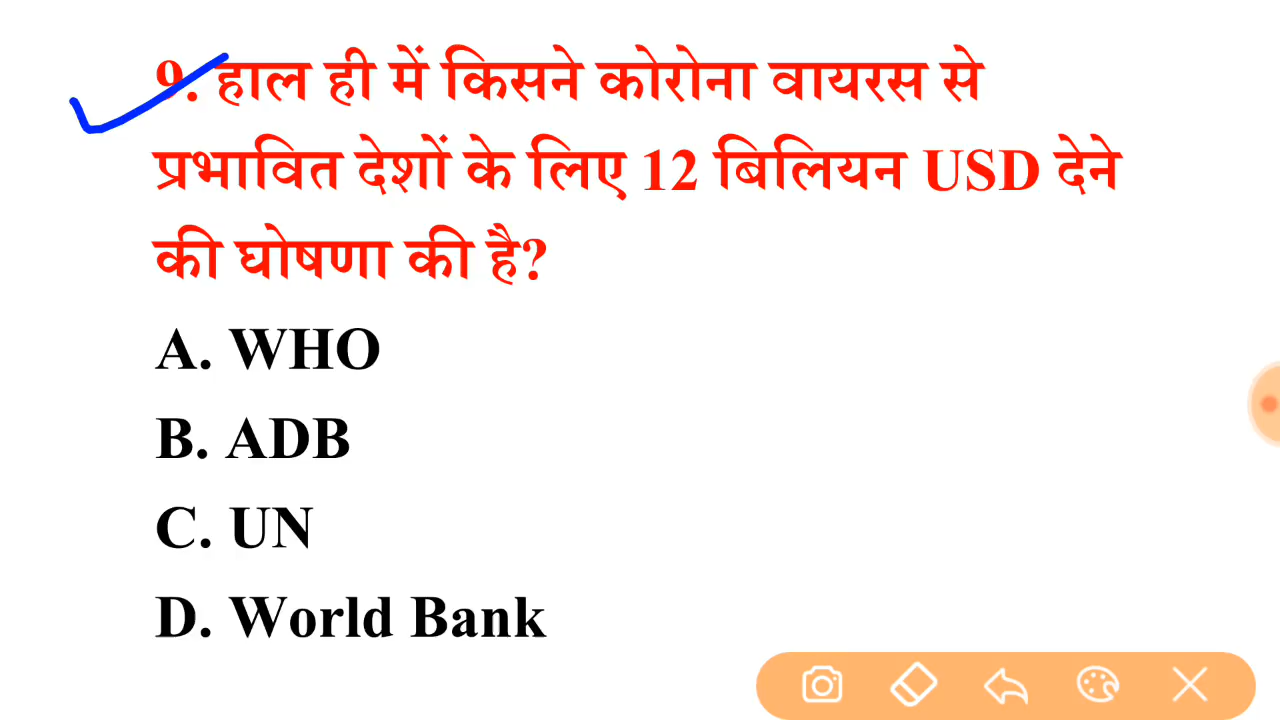 9. हाल ही में किसने कोरोना वायरस से
प्रभावित देशों के लिए 12 बिलियन USD देने
की घोषणा की है?
A. WHO
B. ADB
C. UN
D. World Bank